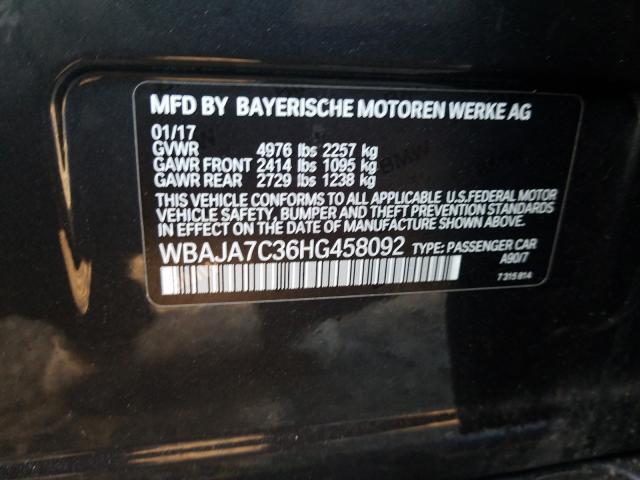 MFD BY BAYERISCHE MOTOREN WERKE AG
01/17
GVWR 4976 lbs 2257 kg
GAWR FRONT 2414 lbs 1095 kg
GAWR REAR 2729 lbs 1238 kg
THIS VEHICLE CONFORMS TO ALL APPLICABLE U.S.FEDERAL MOTOR
VEHICLE SAFETY, BUMPER, AND THEFT PREVENTION STANDARDS
IN EFFECT ON THE DATE OF MANUFACTURE SHOWN ABOVE.
WBAJA7C36HG458092 TYPE: PASSENGER CAR
A90/7
7 315 814